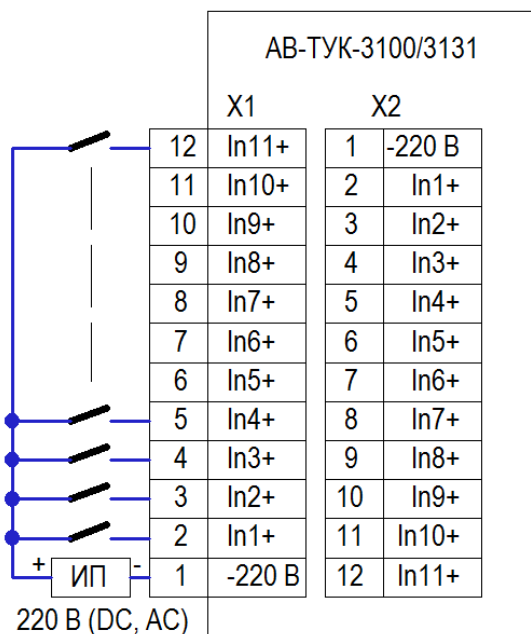 АВ-ТУК-3100/3131
X1 X2
12 In11+ 1 -220 В
11 In10+ 2 In1+
10 In9+ 3 In2+
9 In8+ 4 In3+
8 In7+ 5 In4+
7 In6+ 6 In5+
6 In5+ 7 In6+
5 In4+ 8 In7+
4 In3+ 9 In8+
3 In2+ 10 In9+
2 In1+ 11 In10+
+ ИП - 1 -220 В 12 In11+
220 В (DC, AC)